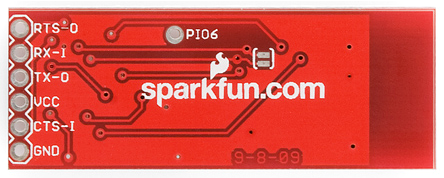 RTS-O
PIO6
RX-I
TX-O
sparkfun.com
VCC
CTS-I
GND
9-8-09